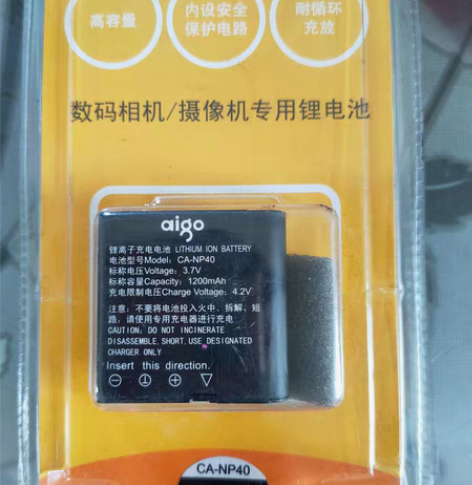 高容量
内设安全
保护电路
耐循环
充放
数码相机/摄像机专用锂电池
aigo
锂离子充电电池 LITHIUM ION BATTERY
电池型号Model: CA-NP40
标称电压Voltage: 3.7V
标称容量Capacity: 1200mAh
充电限制电压Charge Voltage: 4.2V
注意: 不要将电池投入火中、拆解、短
路, 请使用专用充电器进行充电
CAUTION: DO NOT INCINERATE
DISASSEMBLE,SHORT,USE DESIGNATED
CHARGER ONLY
Insert this direction.
CA-NP40